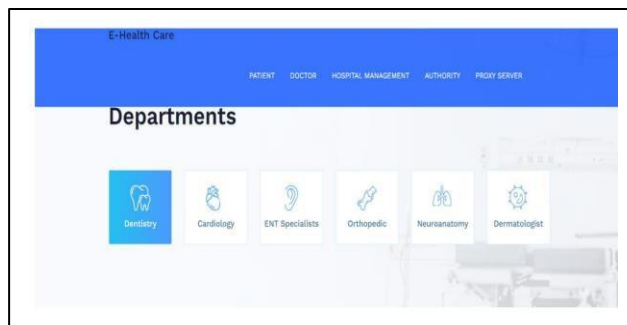 E-Health Care
PATIENT DOCTOR HOSPITAL MANAGEMENT AUTHORITY PROXY SERVER
Departments
Dentistry Cardiology ENT Specialists Orthopedic Neuroanatomy Dermatologist